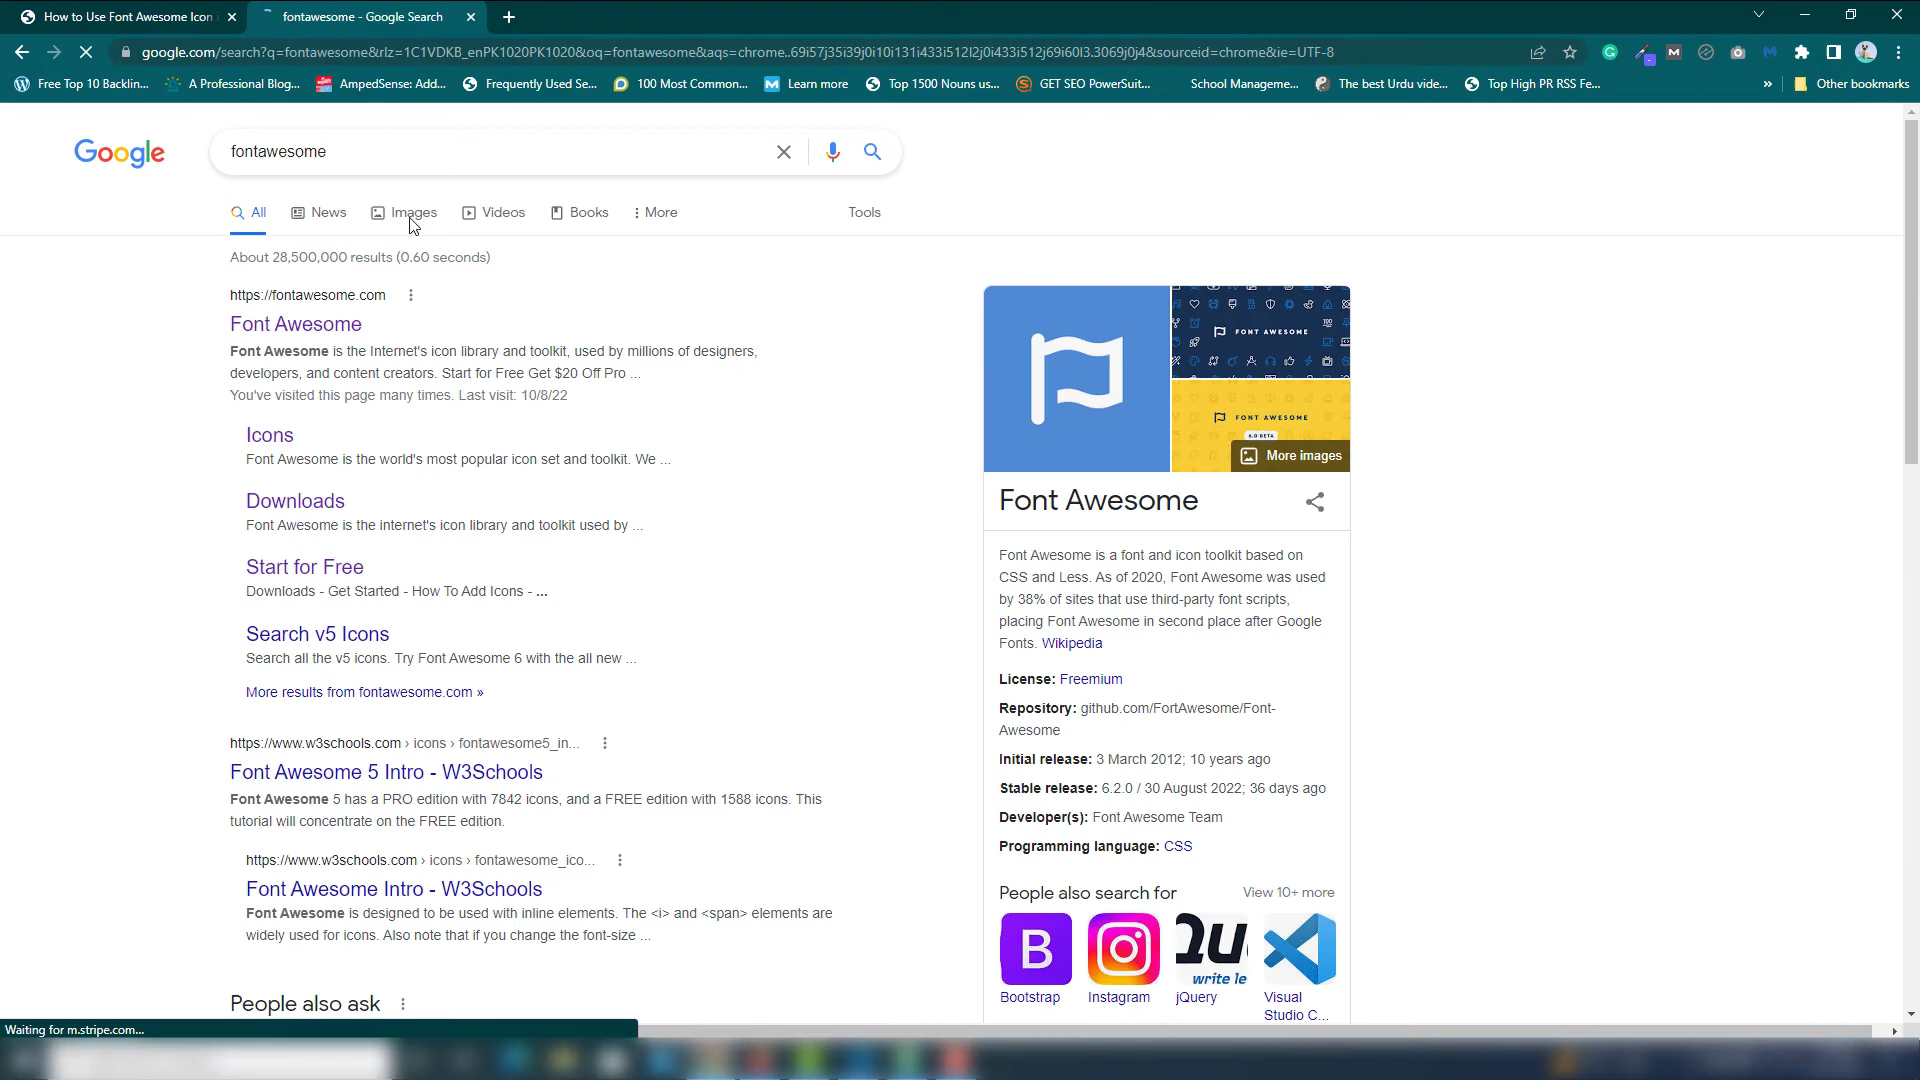 How to Use Font Awesome Icon
fontawesome - Google Search
google.com/search?q=fontawesome&rlz=1C1VDKB_enPK1020PK1020&oq=fontawesome&aqs=chrome..69i57j35i39j0i10i131i433i512l2j0i433i512j69i60l3.3069j0j4&sourceid=chrome&ie=UTF-8
Free Top 10 Backlin...
A Professional Blog...
AmpedSense: Add...
Frequently Used Se...
100 Most Common...
Learn more
Top 1500 Nouns us...
GET SEO PowerSuit...
School Manageme...
The best Urdu vide...
Top High PR RSS Fe...
»
Other bookmarks
Google
fontawesome
All
News
Images
Videos
Books
More
Tools
About 28,500,000 results (0.60 seconds)
https://fontawesome.com
Font Awesome
Font Awesome is the Internet's icon library and toolkit, used by millions of designers,
developers, and content creators. Start for Free Get $20 Off Pro ...
You've visited this page many times. Last visit: 10/8/22
Icons
Font Awesome is the world's most popular icon set and toolkit. We ...
Downloads
Font Awesome is the internet's icon library and toolkit used by ...
Start for Free
Downloads - Get Started - How To Add Icons - ...
Search v5 Icons
Search all the v5 icons. Try Font Awesome 6 with the all new ...
More results from fontawesome.com »
https://www.w3schools.com › icons › fontawesome5_in...
Font Awesome 5 Intro - W3Schools
Font Awesome 5 has a PRO edition with 7842 icons, and a FREE edition with 1588 icons. This
tutorial will concentrate on the FREE edition.
https://www.w3schools.com › icons › fontawesome_ico...
Font Awesome Intro - W3Schools
Font Awesome is designed to be used with inline elements. The <i> and <span> elements are
widely used for icons. Also note that if you change the font-size ...
People also ask
Waiting for m.stripe.com...
FONT AWESOME
FONT AWESOME
6.0 BETA
More images
Font Awesome
Font Awesome is a font and icon toolkit based on
CSS and Less. As of 2020, Font Awesome was used
by 38% of sites that use third-party font scripts,
placing Font Awesome in second place after Google
Fonts. Wikipedia
License: Freemium
Repository: github.com/FortAwesome/Font-
Awesome
Initial release: 3 March 2012; 10 years ago
Stable release: 6.2.0 / 30 August 2022; 36 days ago
Developer(s): Font Awesome Team
Programming language: CSS
People also search for
View 10+ more
B
write le
Bootstrap
Instagram
jQuery
Visual
Studio C...